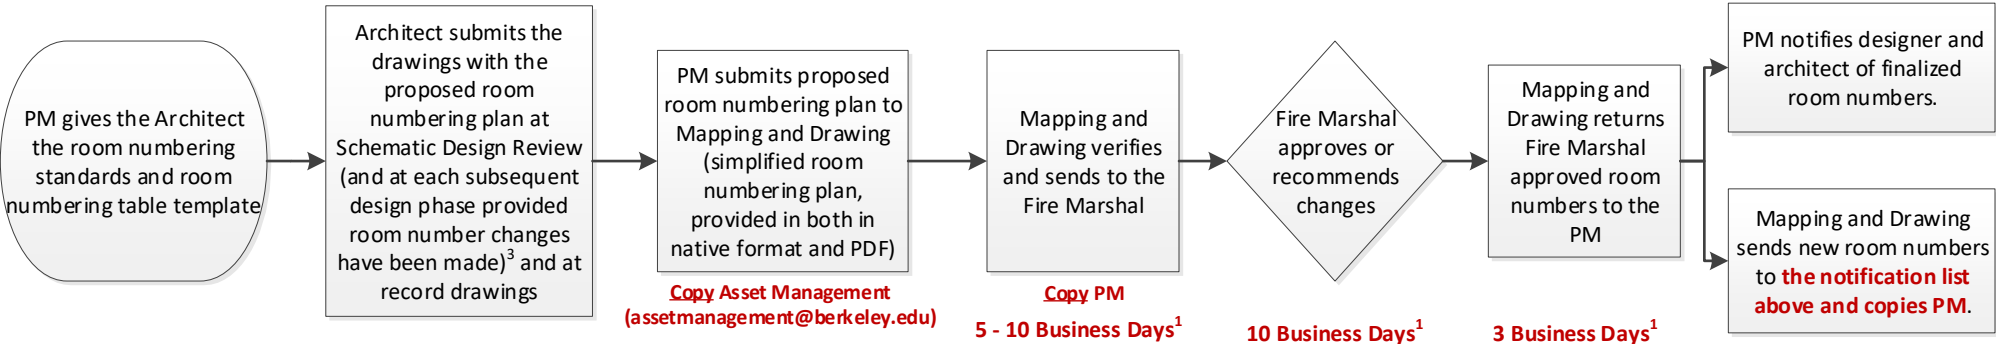 PM gives the Architect
the room numbering
standards and room
numbering table template
Architect submits the
drawings with the
proposed room
numbering plan at
Schematic Design Review
(and at each subsequent
design phase provided
room number changes
have been made)³ and at
record drawings
PM submits proposed
room numbering plan to
Mapping and Drawing
(simplified room
numbering plan,
provided in both in
native format and PDF)
Copy Asset Management
(assetmanagement@berkeley.edu)
Mapping and
Drawing verifies
and sends to the
Fire Marshal
Copy PM
5 - 10 Business Days¹
Fire Marshal
approves or
recommends
changes
10 Business Days¹
Mapping and
Drawing returns
Fire Marshal
approved room
numbers to the
PM
3 Business Days¹
PM notifies designer and
architect of finalized
room numbers.
Mapping and Drawing
sends new room numbers
to the notification list
above and copies PM.